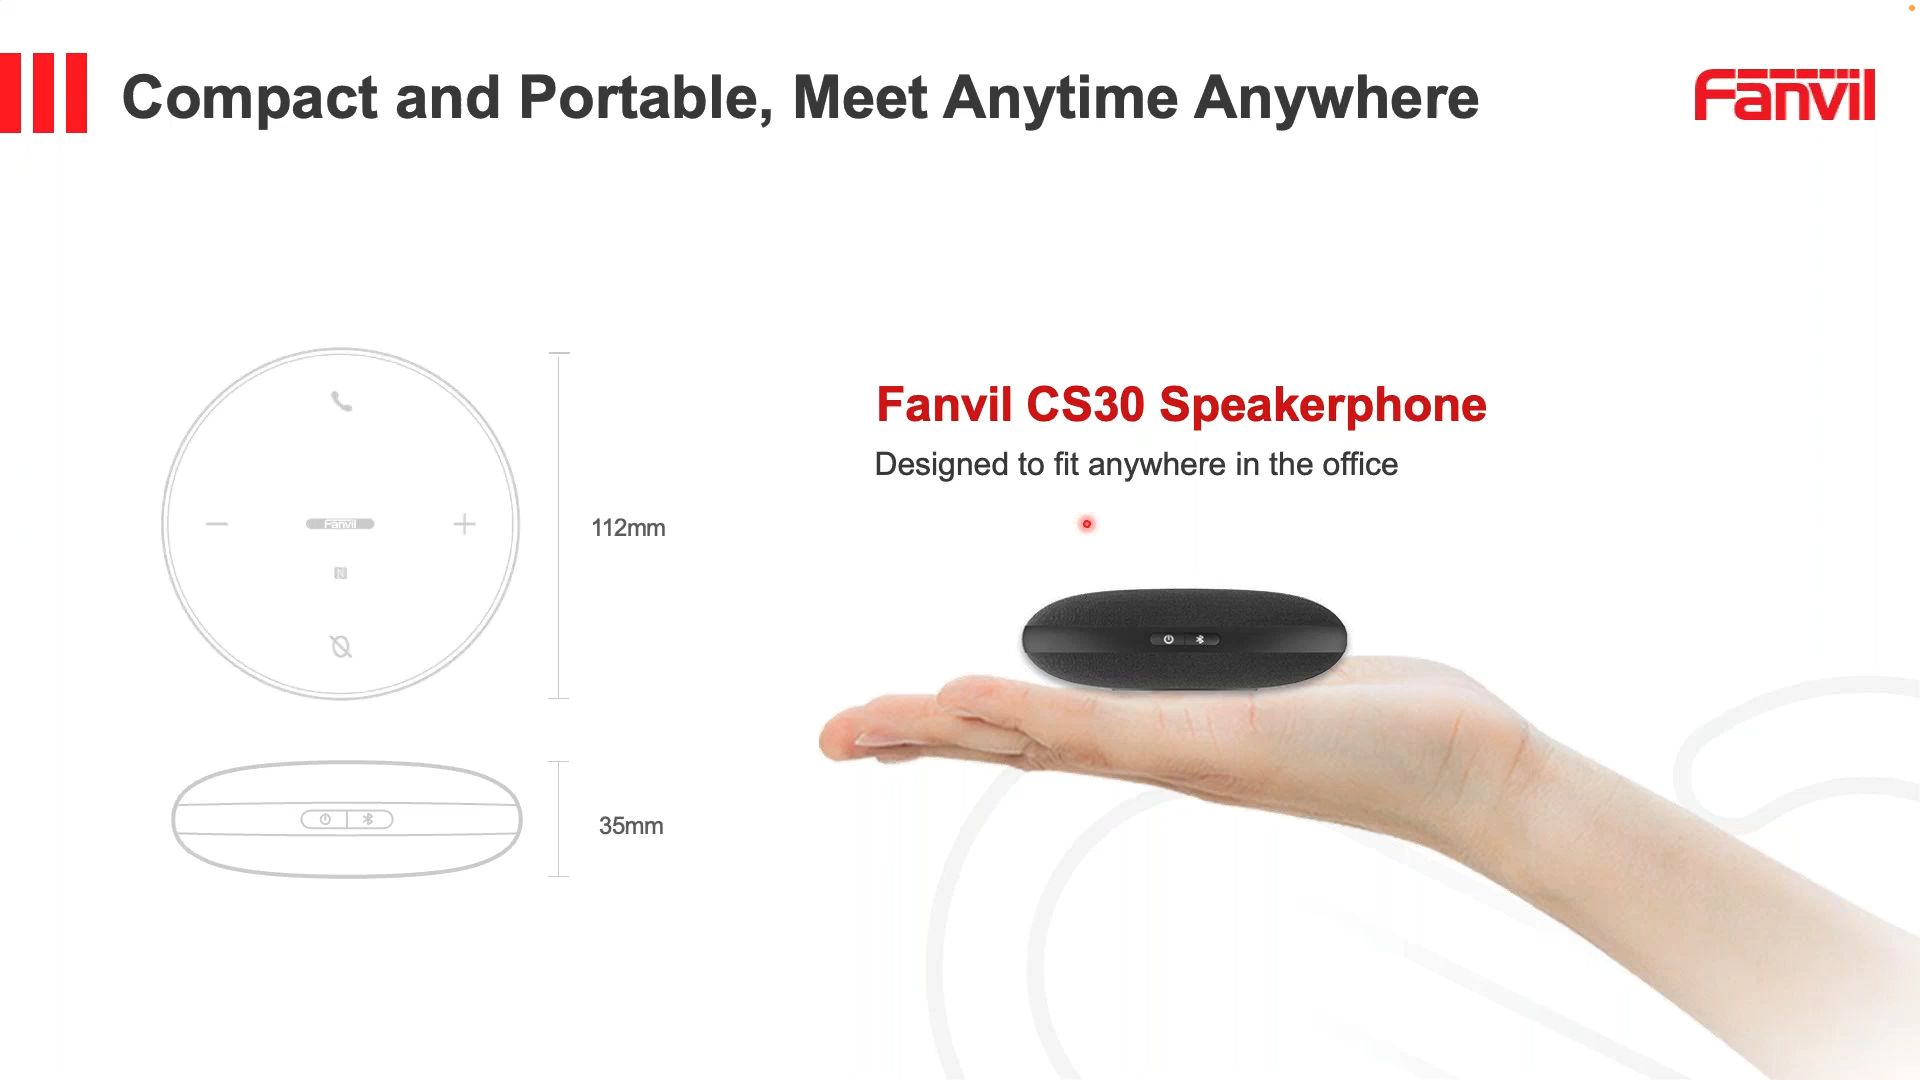 Compact and Portable, Meet Anytime Anywhere
Fanvil
Fanvil
112mm
35mm
Fanvil CS30 Speakerphone
Designed to fit anywhere in the office